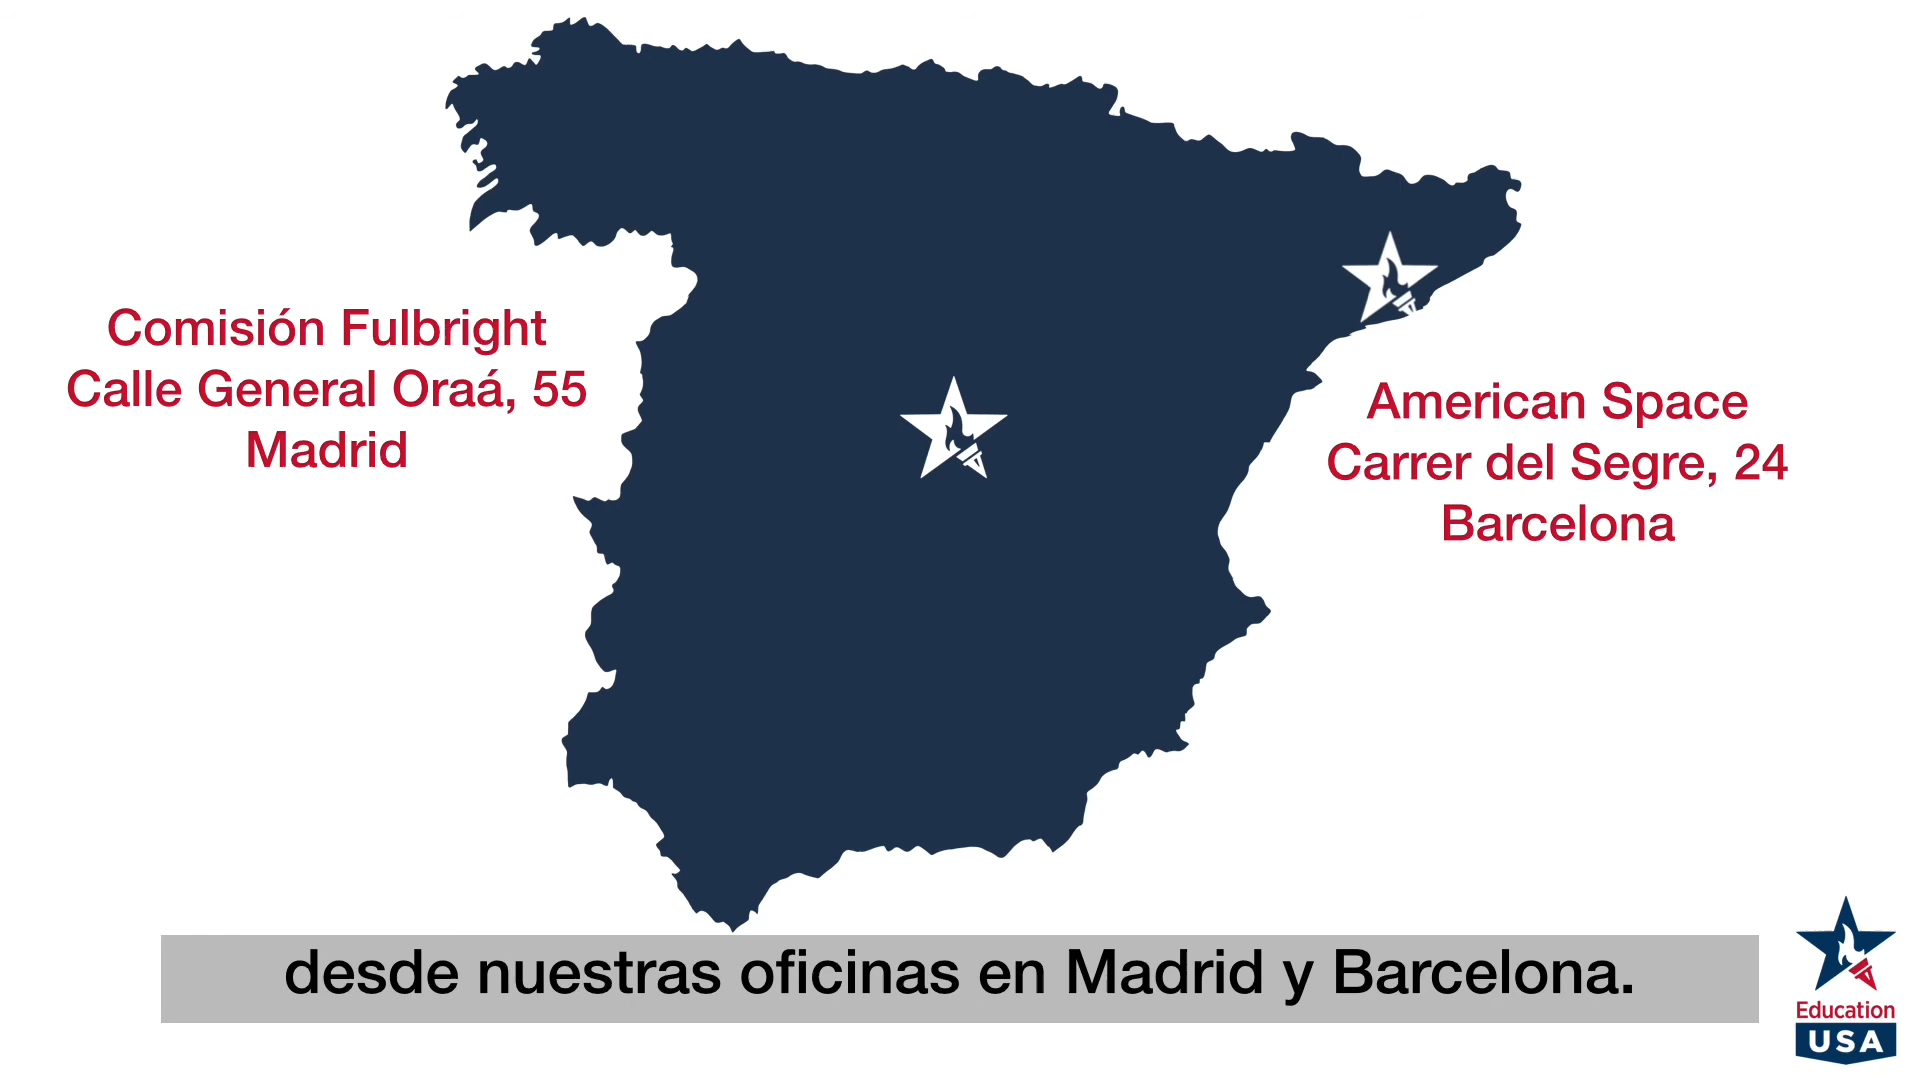 Comisión Fulbright
Calle General Oraá, 55
Madrid
American Space
Carrer del Segre, 24
Barcelona
desde nuestras oficinas en Madrid y Barcelona.
Education
USA